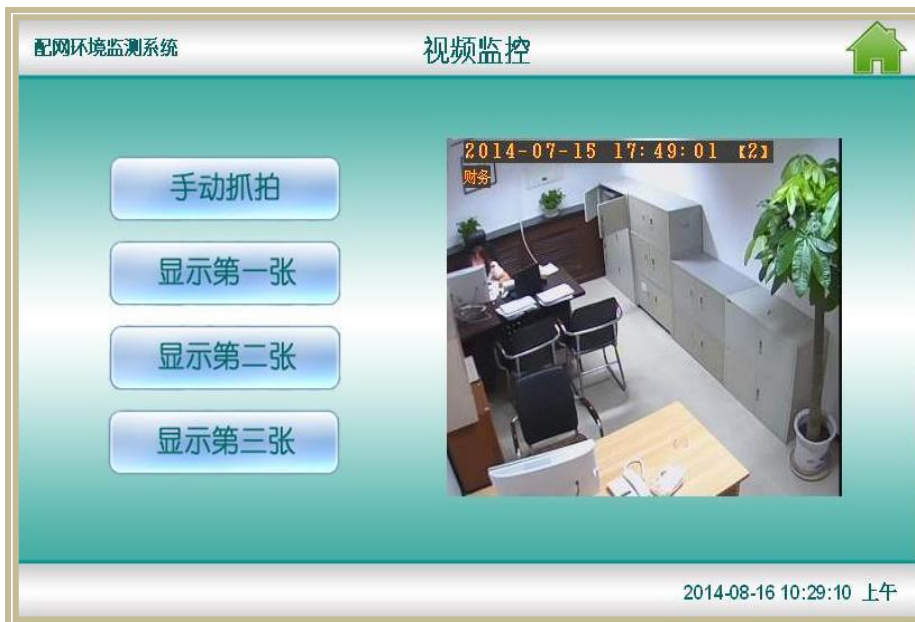 配网环境监测系统
视频监控
手动抓拍
显示第一张
显示第二张
显示第三张
2014-07-15 17:49:01 【2】
财务
2014-08-16 10:29:10 上午